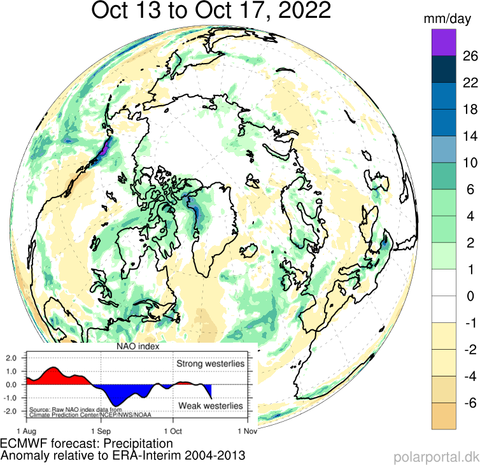 Oct 13 to Oct 17, 2022
mm/day
26
22
18
14
10
6
4
2
1
0
-1
-2
-4
-6
NAO index
2.0
1.0
0.0
-1.0
-2.0
Strong westerlies
Weak westerlies
Source: Raw NAO index data from
Climate Prediction Center/NCEP/NWS/NOAA
1 Aug 1 Sep 1 Oct 1 Nov
ECMWF forecast: Precipitation
Anomaly relative to ERA-Interim 2004-2013
polarportal.dk